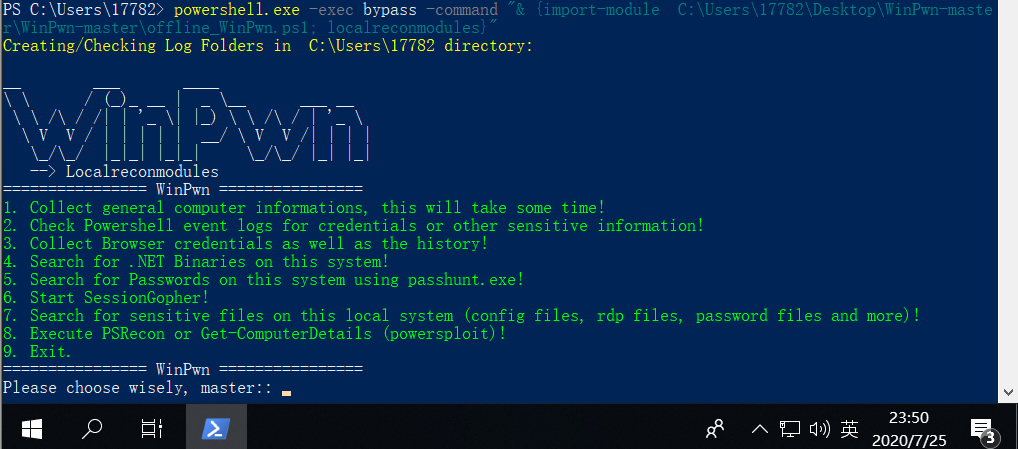 PS C:\Users\17782> powershell.exe -exec bypass -command "& {import-module  C:\Users\17782\Desktop\WinPwn-maste
r\WinPwn-master\offline_WinPwn.ps1; localreconmodules}"
Creating/Checking Log Folders in  C:\Users\17782 directory:
WinPwn
--> Localreconmodules
================ WinPwn ================
1. Collect general computer informations, this will take some time!
2. Check Powershell event logs for credentials or other sensitive information!
3. Collect Browser credentials as well as the history!
4. Search for .NET Binaries on this system!
5. Search for Passwords on this system using passhunt.exe!
6. Start SessionGopher!
7. Search for sensitive files on this local system (config files, rdp files, password files and more)!
8. Execute PSRecon or Get-ComputerDetails (powersploit)!
9. Exit.
================ WinPwn ================
Please choose wisely, master::
英
23:50
2020/7/25
3